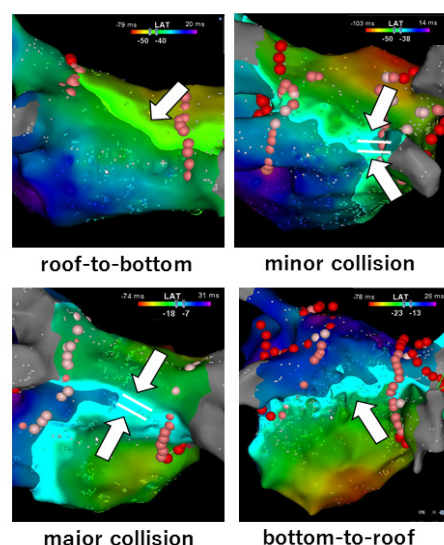 -79 ms LAT 20 ms
-50 -40
-103 ms LAT 14 ms
-50 -38
roof-to-bottom
minor collision
-74 ms LAT 31 ms
-18 -7
-78 ms LAT 26 ms
-23 -13
major collision
bottom-to-roof